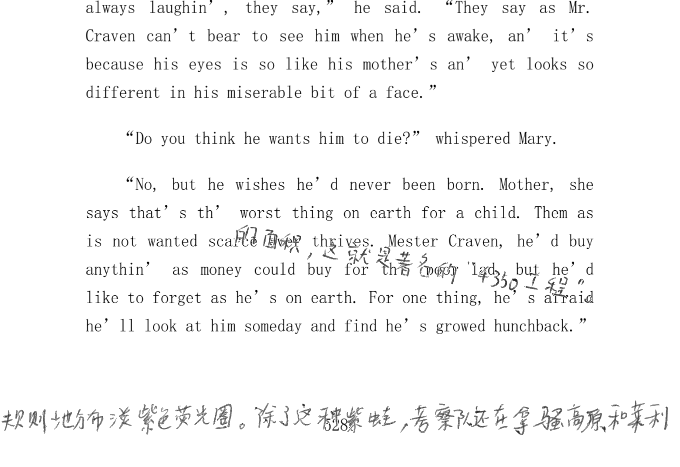 always laughin’, they say,” he said. “They say as Mr.
Craven can’t bear to see him when he’s awake, an’ it’s
because his eyes is so like his mother’s an’ yet looks so
different in his miserable bit of a face.”
“Do you think he wants him to die?” whispered Mary.
“No, but he wishes he’d never been born. Mother, she
says that’s th’ worst thing on earth for a child. Them as
is not wanted scarce ever thrives. Mester Craven, he’d buy
的面积，这就是著名的“4350工程”
anythin’ as money could buy for th’ poor lad, but he’d
like to forget as he’s on earth. For one thing, he’s afraid
he’ll look at him someday and find he’s growed hunchback.”
规则地分布淡紫色荧光圈。除了这种紫蛙，考察队还在拿骚高原和莱利
528